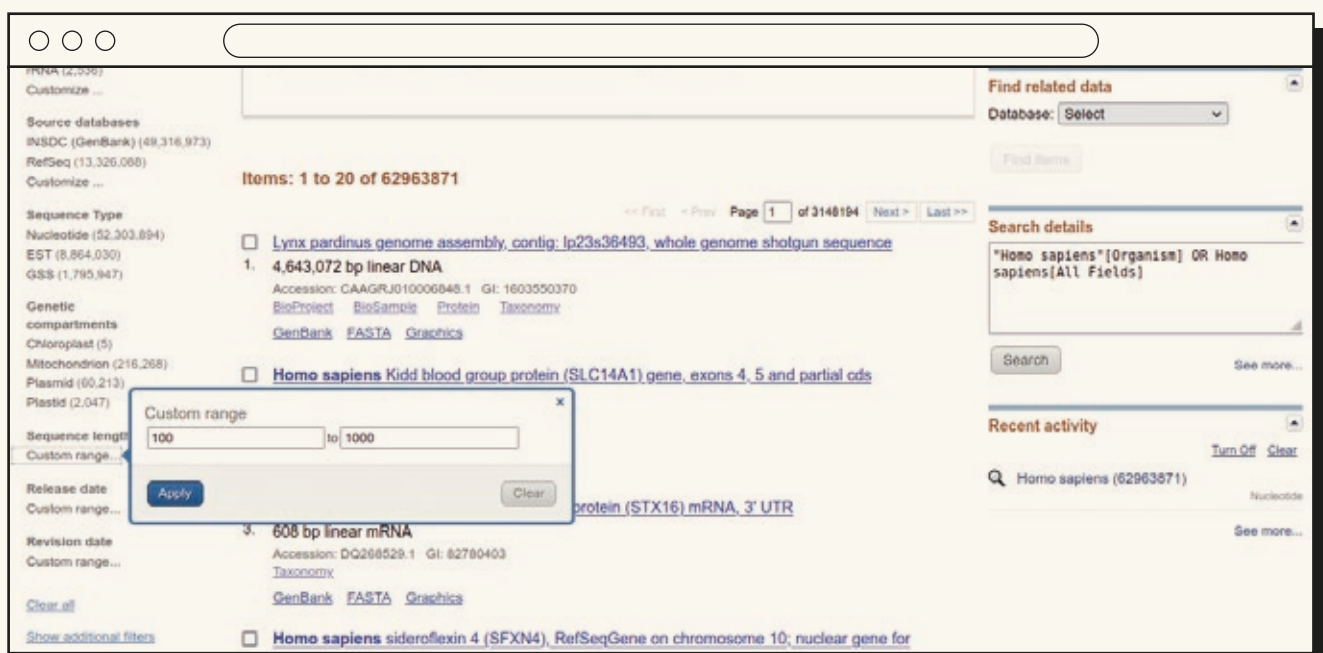 rRNA (2,536)
Customize ...
Source databases
INSDC (GenBank) (49,316,973)
RefSeq (13,326,088)
Customize ...
Sequence Type
Nucleotide (52,303,894)
EST (8,864,030)
GSS (1,795,947)
Genetic
compartments
Chloroplast (5)
Mitochondrion (216,268)
Plasmid (60,213)
Plastid (2,047)
Sequence length
Custom range...
Release date
Custom range...
Revision date
Custom range...
Clear all
Show additional filters
Custom range
x
100 to 1000
Apply Clear
Items: 1 to 20 of 62963871
<< First < Prev Page 1 of 3148194 Next > Last >>
Lynx pardinus genome assembly, contig: lp23s36493, whole genome shotgun sequence
1. 4,643,072 bp linear DNA
Accession: CAAGRJ010006848.1 GI: 1603550370
BioProject BioSample Protein Taxonomy
GenBank FASTA Graphics
Homo sapiens Kidd blood group protein (SLC14A1) gene, exons 4, 5 and partial cds
protein (STX16) mRNA, 3' UTR
3. 608 bp linear mRNA
Accession: DQ268529.1 GI: 82780403
Taxonomy
GenBank FASTA Graphics
Homo sapiens sideroflexin 4 (SFXN4), RefSeqGene on chromosome 10; nuclear gene for
Find related data
Database: Select
Find items
Search details
"Homo sapiens"[Organism] OR Homo
sapiens[All Fields]
Search See more...
Recent activity
Turn Off Clear
Homo sapiens (62963871)
Nucleotide
See more...